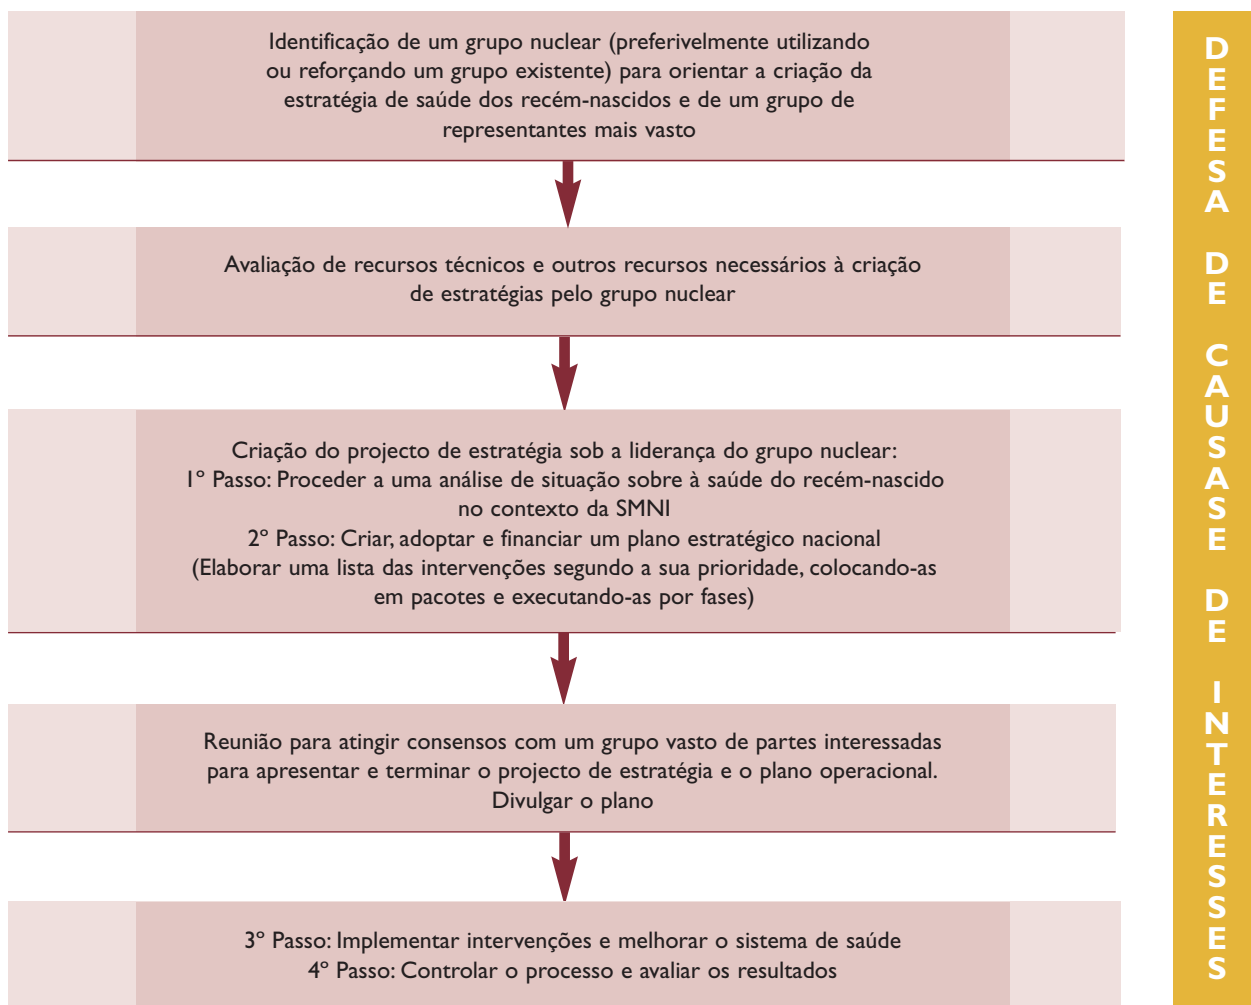 Identificação de um grupo nuclear (preferivelmente utilizando
ou reforçando um grupo existente) para orientar a criação da
estratégia de saúde dos recém-nascidos e de um grupo de
representantes mais vasto
Avaliação de recursos técnicos e outros recursos necessários à criação
de estratégias pelo grupo nuclear
Criação do projecto de estratégia sob a liderança do grupo nuclear:
1º Passo: Proceder a uma análise de situação sobre à saúde do recém-nascido
no contexto da SMNI
2º Passo: Criar, adoptar e financiar um plano estratégico nacional
(Elaborar uma lista das intervenções segundo a sua prioridade, colocando-as
em pacotes e executando-as por fases)
Reunião para atingir consensos com um grupo vasto de partes interessadas
para apresentar e terminar o projecto de estratégia e o plano operacional.
Divulgar o plano
3º Passo: Implementar intervenções e melhorar o sistema de saúde
4º Passo: Controlar o processo e avaliar os resultados
DEFESA DE CAUSASE DE INTERESSES